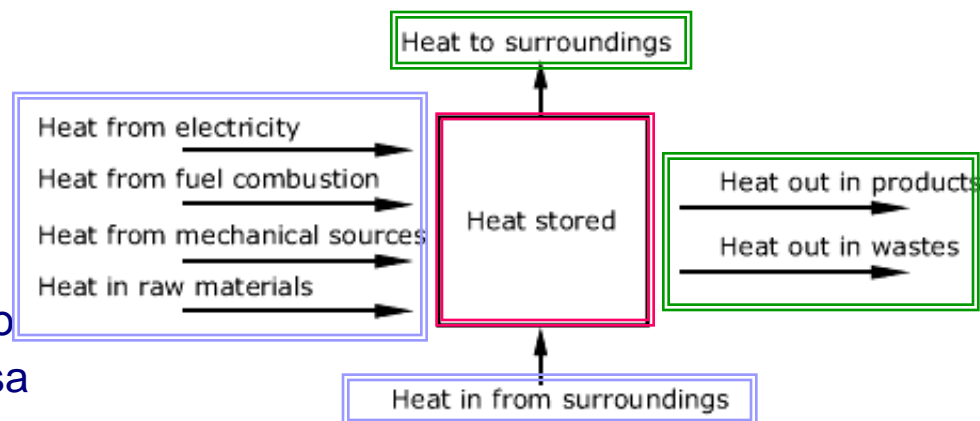 Heat to surroundings
Heat from electricity
Heat from fuel combustion
Heat from mechanical sources
Heat in raw materials
Heat stored
Heat out in products
Heat out in wastes
Heat in from surroundings